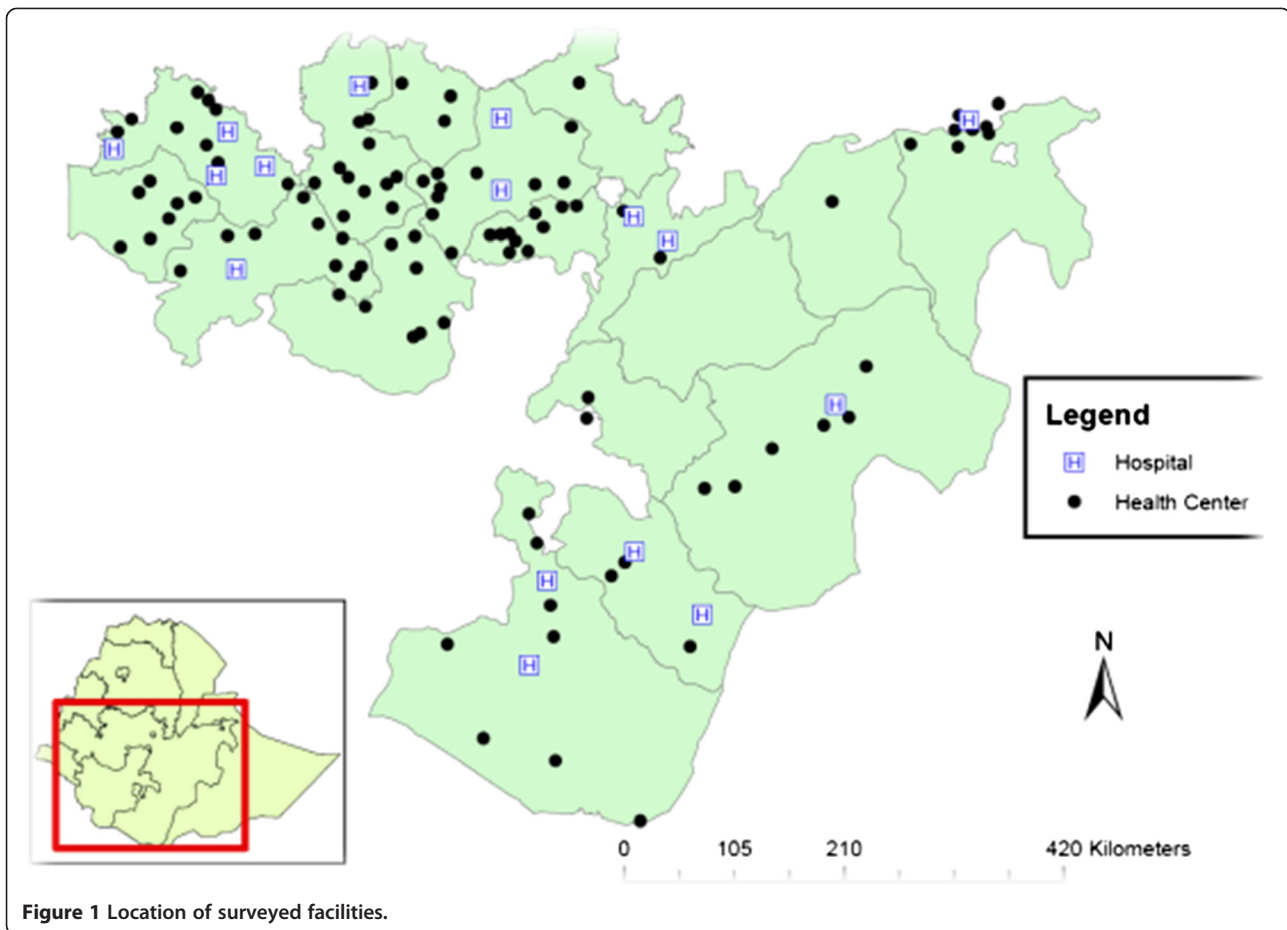 H H
H
H
H
H
H
H
H
H
H
H
Legend
H Hospital
Health Center
H
H
H
H
N
0 105 210 420 Kilometers
Figure 1 Location of surveyed facilities.